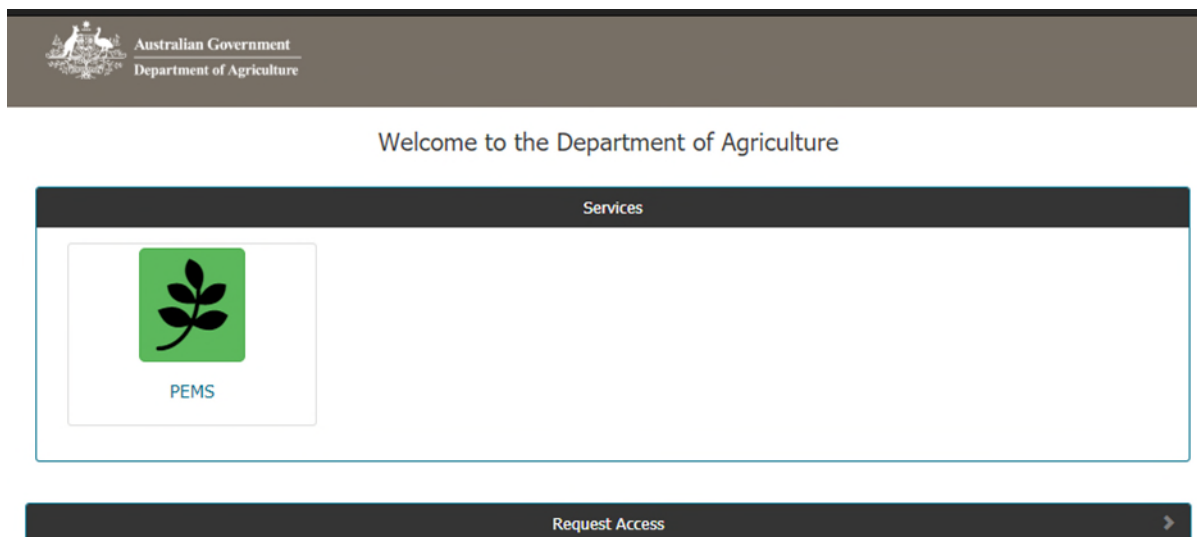 Australian Government
Department of Agriculture
Welcome to the Department of Agriculture
Services
PEMS
Request Access